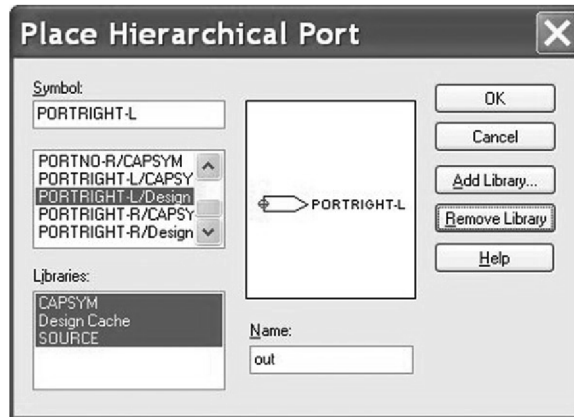 Place Hierarchical Port
Symbol:
PORTRIGHT-L
PORTNO-R/CAPSYM
PORTRIGHT-L/CAPSY
PORTRIGHT-L/Design
PORTRIGHT-R/CAPSY
PORTRIGHT-R/Design
Libraries:
CAPSYM
Design Cache
SOURCE
PORTRIGHT-L
Name:
out
OK
Cancel
Add Library...
Remove Library
Help